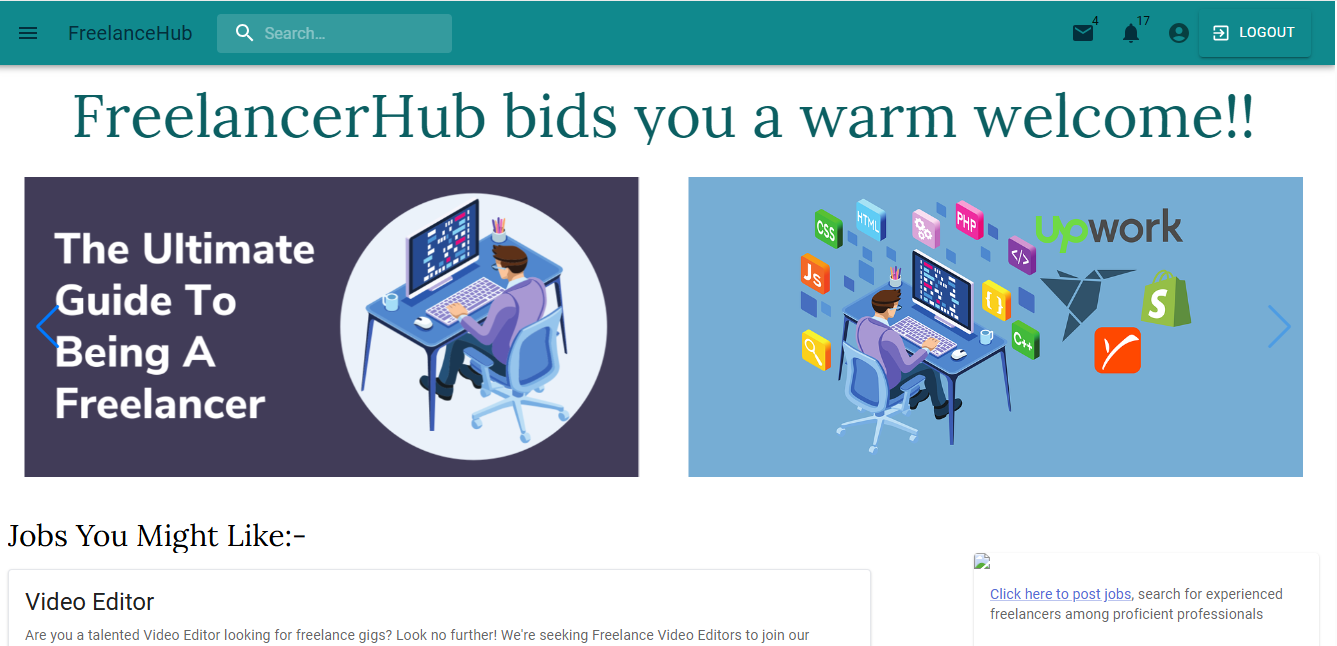 FreelanceHub
Search…
4
17
LOGOUT
FreelancerHub bids you a warm welcome!!
The Ultimate
Guide To
Being A
Freelancer
CSS
HTML
PHP
</>
Js
{ }
C++
upwork
S
Jobs You Might Like:-
Video Editor
Are you a talented Video Editor looking for freelance gigs? Look no further! We're seeking Freelance Video Editors to join our
Click here to post jobs, search for experienced
freelancers among proficient professionals